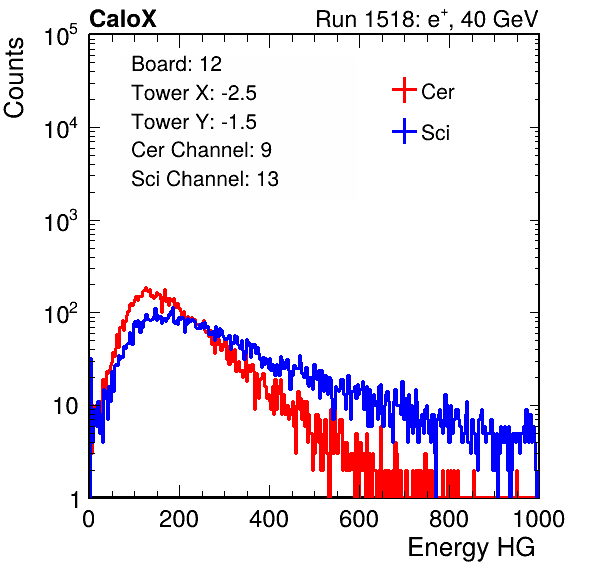 CaloX Run 1518: e⁺, 40 GeV
Counts
10⁵
10⁴
10³
10²
10
1
Board: 12
Tower X: -2.5
Tower Y: -1.5
Cer Channel: 9
Sci Channel: 13
Cer
Sci
0 200 400 600 800 1000
Energy HG